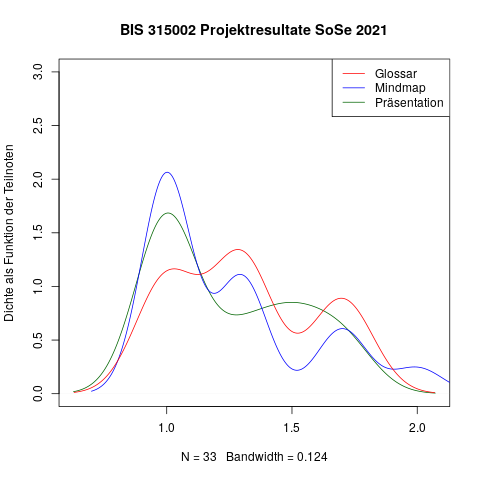 BIS 315002 Projektresultate SoSe 2021
Glossar
Mindmap
Präsentation
Dichte als Funktion der Teilnoten
3.0
2.5
2.0
1.5
1.0
0.5
0.0
1.0 1.5 2.0
N = 33 Bandwidth = 0.124